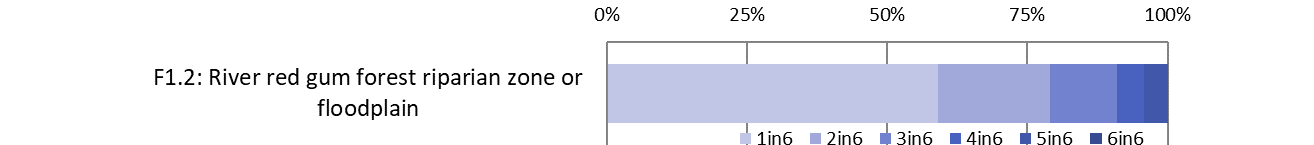 0% 25% 50% 75% 100%
F1.2: River red gum forest riparian zone or
floodplain
1in6 2in6 3in6 4in6 5in6 6in6